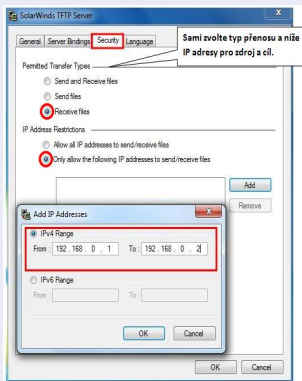 SolarWinds TFTP Server
General Server Bindings Security Language
Sami zvolte typ přenosu a níže
IP adresy pro zdroj a cíl.
Permitted Transfer Types
Send and Receive files
Send files
Receive files
IP Address Restrictions
Allow all IP addresses to send/receive files
Only allow the following IP addresses to send/receive files
Add
Remove
Add IP Addresses
IPv4 Range
From : 192 . 168 . 0 . 1 To : 192 . 168 . 0 . 2
IPv6 Range
From : To :
OK Cancel
OK Cancel